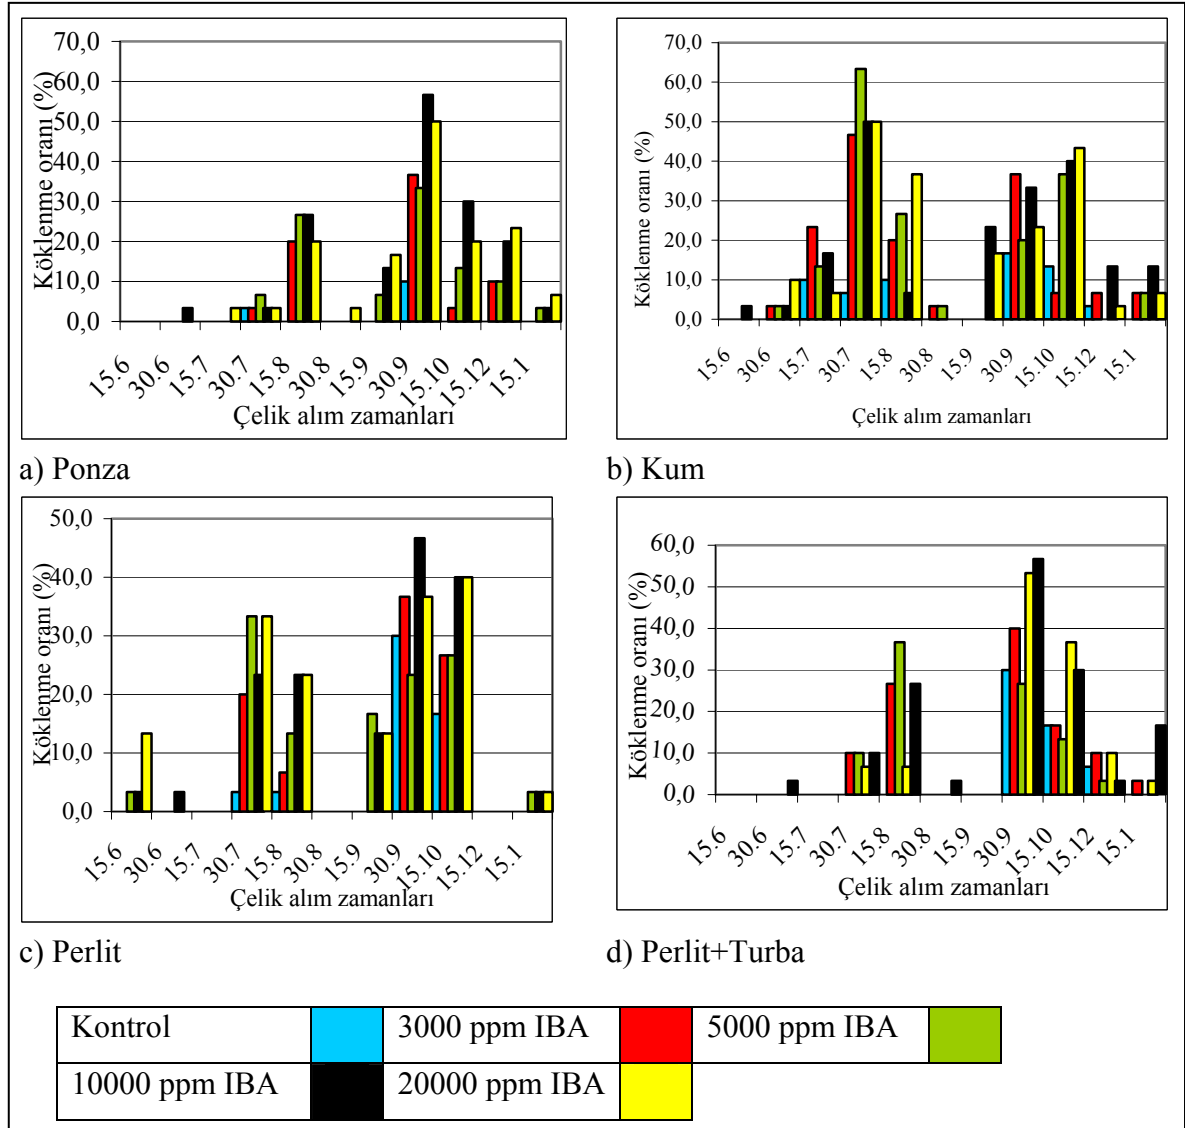 70,0
60,0
50,0
40,0
30,0
20,0
10,0
0,0
Köklenme oranı (%)
15.6 30.6 15.7 30.7 15.8 30.8 15.9 30.9 15.10 15.12 15.1
Çelik alım zamanları
a) Ponza
70,0
60,0
50,0
40,0
30,0
20,0
10,0
0,0
Köklenme oranı (%)
15.6 30.6 15.7 30.7 15.8 30.8 15.9 30.9 15.10 15.12 15.1
Çelik alım zamanları
b) Kum
50,0
40,0
30,0
20,0
10,0
0,0
Köklenme oranı (%)
15.6 30.6 15.7 30.7 15.8 30.8 15.9 30.9 15.10 15.12 15.1
Çelik alım zamanları
c) Perlit
60,0
50,0
40,0
30,0
20,0
10,0
0,0
Köklenme oranı (%)
15.6 30.6 15.7 30.7 15.8 30.8 15.9 30.9 15.10 15.12 15.1
Çelik alım zamanları
d) Perlit+Turba
Kontrol 3000 ppm IBA 5000 ppm IBA
10000 ppm IBA 20000 ppm IBA